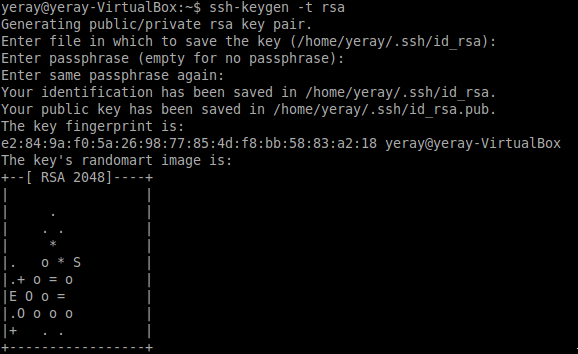 yeray@yeray-VirtualBox:~$ ssh-keygen -t rsa
Generating public/private rsa key pair.
Enter file in which to save the key (/home/yeray/.ssh/id_rsa):
Enter passphrase (empty for no passphrase):
Enter same passphrase again:
Your identification has been saved in /home/yeray/.ssh/id_rsa.
Your public key has been saved in /home/yeray/.ssh/id_rsa.pub.
The key fingerprint is:
e2:84:9a:f0:5a:26:98:77:85:4d:f8:bb:58:83:a2:18 yeray@yeray-VirtualBox
The key's randomart image is:
+--[ RSA 2048]----+
|                 |
|     .           |
|    . .          |
|     *           |
|.   o * S        |
|.+ o = o         |
|E O o =          |
|.O o o o         |
|+   . .          |
+-----------------+